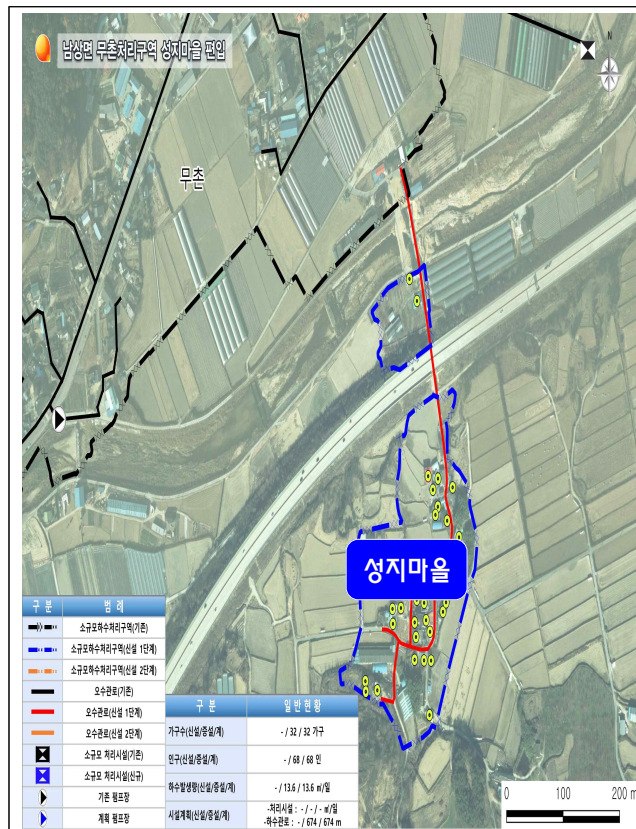 남상면 무촌처리구역 성지마을 편입
N
무촌
성지마을
구 분 범 례
소규모하수처리구역(기존)
소규모하수처리구역(신설 1단계)
소규모하수처리구역(신설 2단계)
오수관로(기존)
오수관로(신설 1단계)
오수관로(신설 2단계)
소규모 처리시설(기존)
소규모 처리시설(신규)
기존 펌프장
계획 펌프장
구 분 일 반 현 황
가구수(신설/증설/계) - / 32 / 32 가구
인구(신설/증설/계) - / 68 / 68 인
하수발생량(신설/증설/계) - / 13.6 / 13.6 ㎥/일
시설계획(신설/증설/계) -처리시설 : - / - / - ㎥/일
-하수관로 : - / 674 / 674 m
0 100 200 m